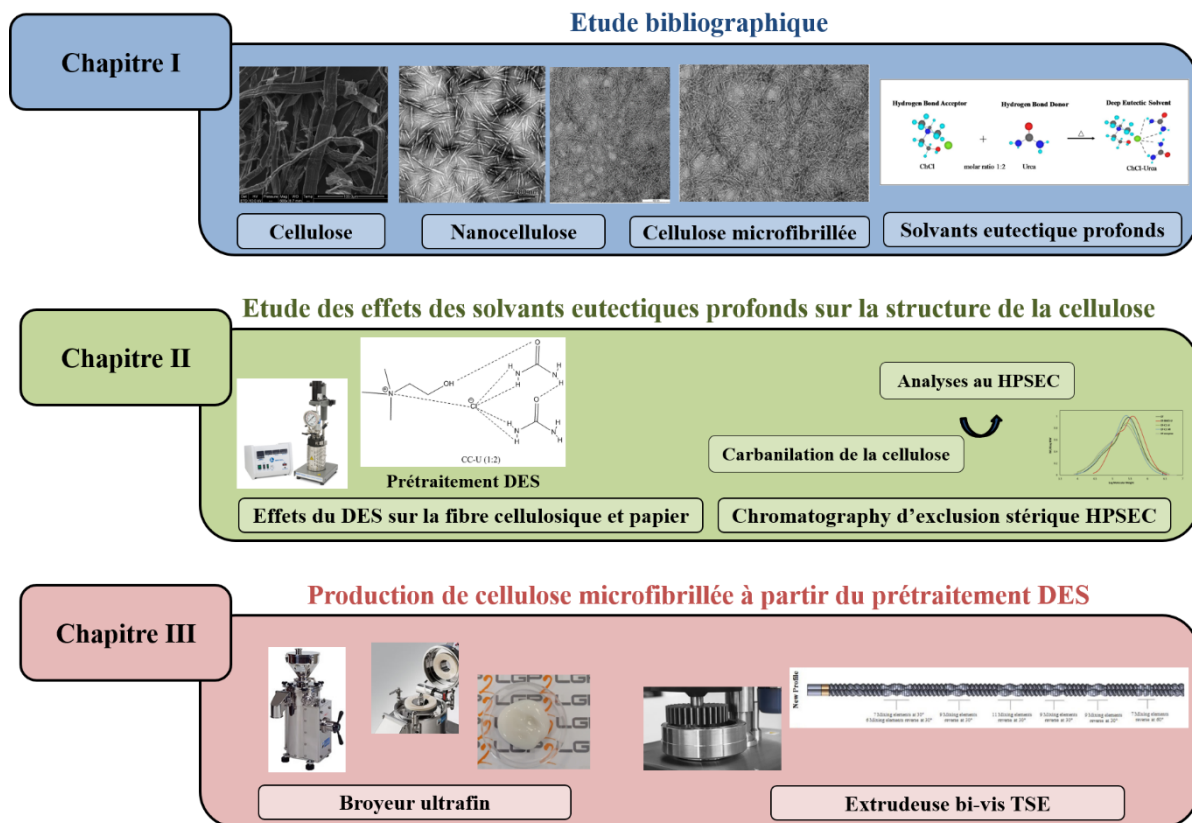 Etude bibliographique
Chapitre I
Hydrogen Bond Acceptor
Hydrogen Bond Donor
Deep Eutectic Solvent
+
ChCl
molar ratio 1:2
Urea
ChCl-Urea
Cellulose
Nanocellulose
Cellulose microfibrillée
Solvants eutectique profonds
Etude des effets des solvants eutectiques profonds sur la structure de la cellulose
Chapitre II
CC-U (1:2)
Prétraitement DES
Analyses au HPSEC
Carbanilation de la cellulose
Effets du DES sur la fibre cellulosique et papier
Chromatography d’exclusion stérique HPSEC
Production de cellulose microfibrillée à partir du prétraitement DES
Chapitre III
New Profile
Broyeur ultrafin
Extrudeuse bi-vis TSE